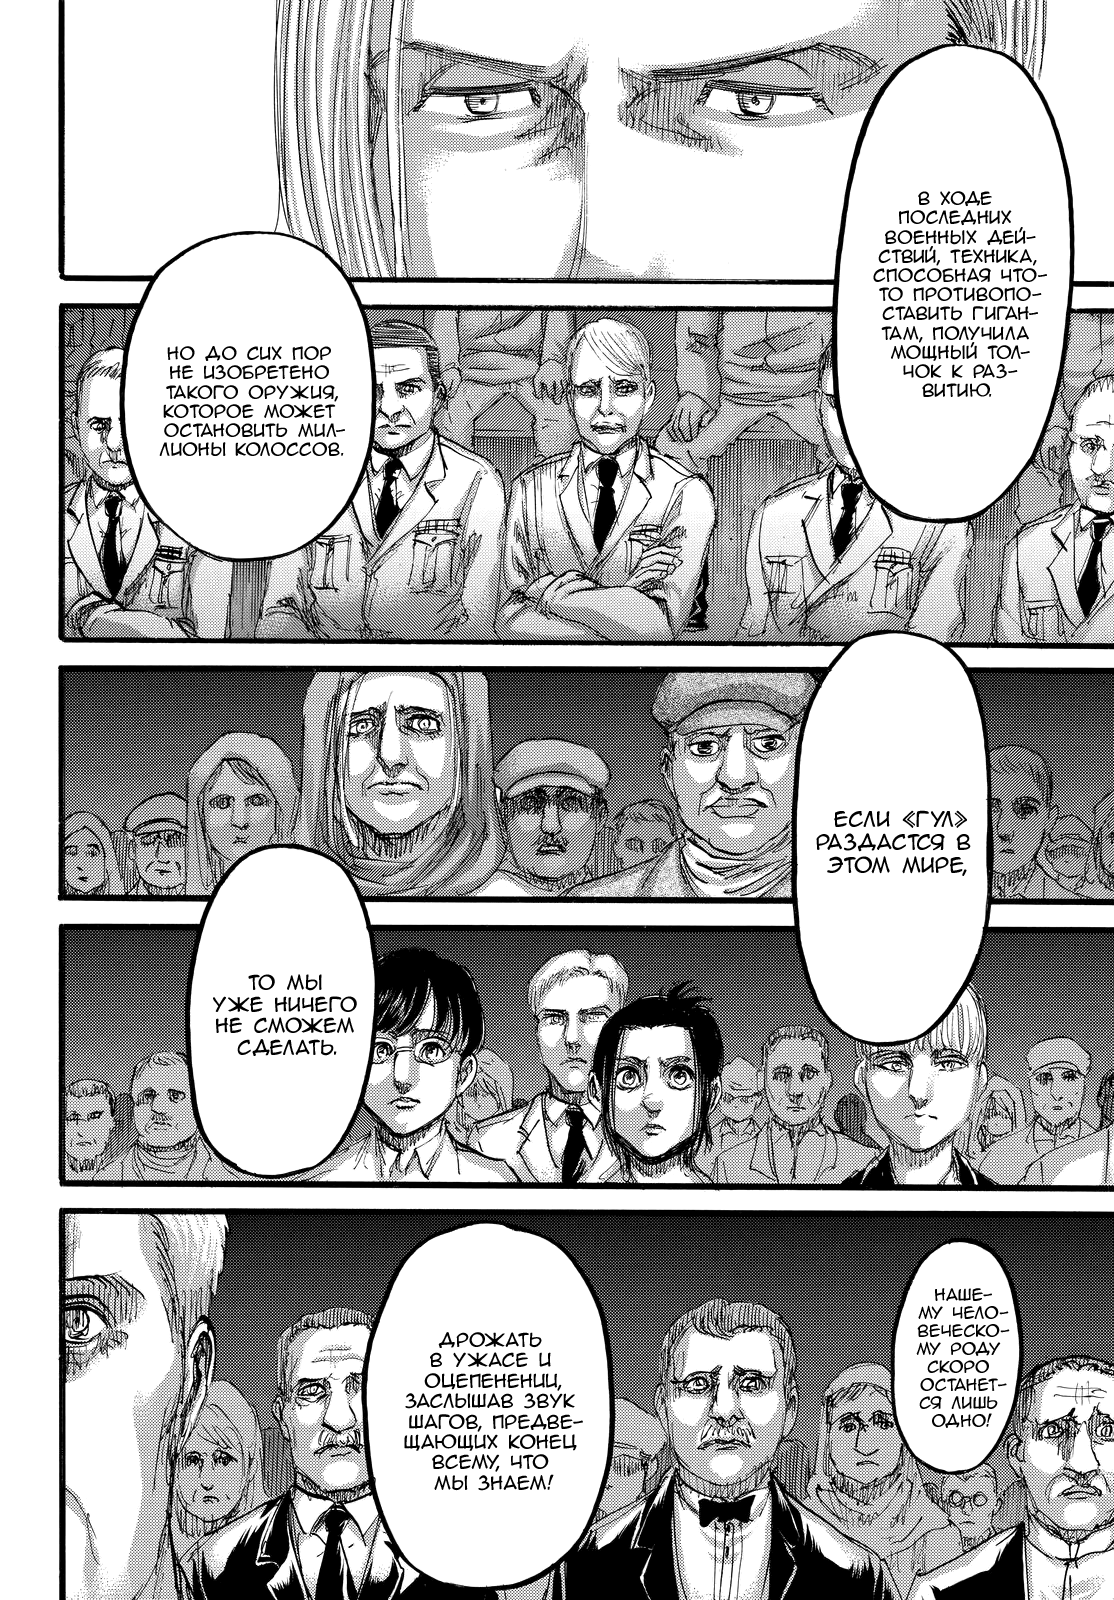 В ХОДЕ
ПОСЛЕДНИХ
ВОЕННЫХ ДЕЙ-
СТВИЙ, ТЕХНИКА,
СПОСОБНАЯ ЧТО-
ТО ПРОТИВОПО-
СТАВИТЬ ГИГАН-
ТАМ, ПОЛУЧИЛА
МОЩНЫЙ ТОЛ-
ЧОК К РАЗ-
ВИТИЮ.
НО ДО СИХ ПОР
НЕ ИЗОБРЕТЕНО
ТАКОГО ОРУЖИЯ,
КОТОРОЕ МОЖЕТ
ОСТАНОВИТЬ МИЛ-
ЛИОНЫ КОЛОССОВ.
ЕСЛИ «ГУЛ»
РАЗДАСТСЯ В
ЭТОМ МИРЕ,
ТО МЫ
УЖЕ НИЧЕГО
НЕ СМОЖЕМ
СДЕЛАТЬ.
НАШЕ-
МУ ЧЕЛО-
ВЕЧЕСКО-
МУ РОДУ
СКОРО
ОСТАНЕТ-
СЯ ЛИШЬ
ОДНО!
ДРОЖАТЬ
В УЖАСЕ И
ОЦЕПЕНЕНИИ,
ЗАСЛЫШАВ ЗВУК
ШАГОВ, ПРЕДВЕ-
ЩАЮЩИХ КОНЕЦ
ВСЕМУ, ЧТО
МЫ ЗНАЕМ!